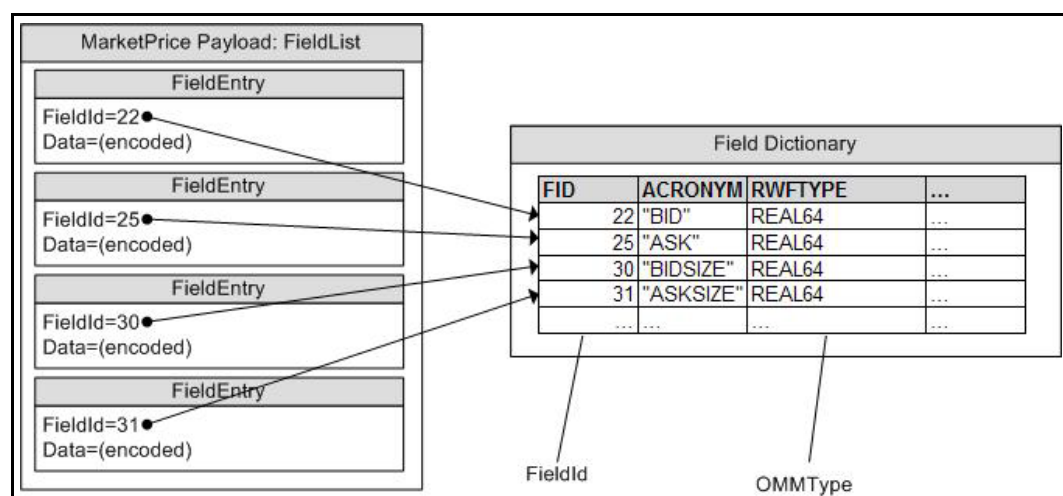 MarketPrice Payload: FieldList
FieldEntry
FieldId=22
Data=(encoded)
FieldEntry
FieldId=25
Data=(encoded)
FieldEntry
FieldId=30
Data=(encoded)
FieldEntry
FieldId=31
Data=(encoded)
Field Dictionary
FID ACRONYM RWFTYPE ...
22 "BID" REAL64 ...
25 "ASK" REAL64 ...
30 "BIDSIZE" REAL64 ...
31 "ASKSIZE" REAL64 ...
... ... ... ...
FieldId
OMMType